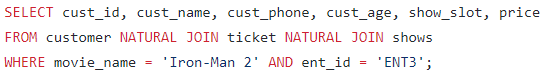 SELECT cust_id, cust_name, cust_phone, cust_age, show_slot, price
FROM customer NATURAL JOIN ticket NATURAL JOIN shows
WHERE movie_name = 'Iron-Man 2' AND ent_id = 'ENT3';